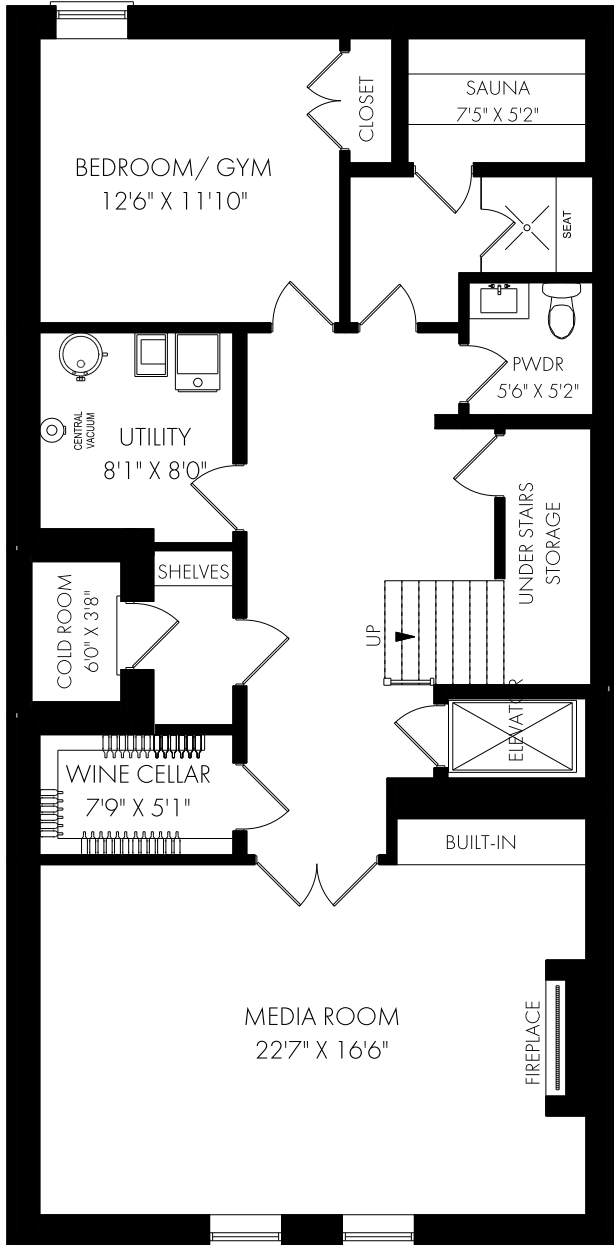 CLOSET
SAUNA
7'5" X 5'2"
BEDROOM/ GYM
12'6" X 11'10"
SEAT
PWDR
5'6" X 5'2"
CENTRAL
VACUUM
UTILITY
8'1" X 8'0"
UNDER STAIRS
STORAGE
SHELVES
COLD ROOM
6'0" X 3'8"
UP
ELEVATOR
WINE CELLAR
7'9" X 5'1"
BUILT-IN
MEDIA ROOM
22'7" X 16'6"
FIREPLACE